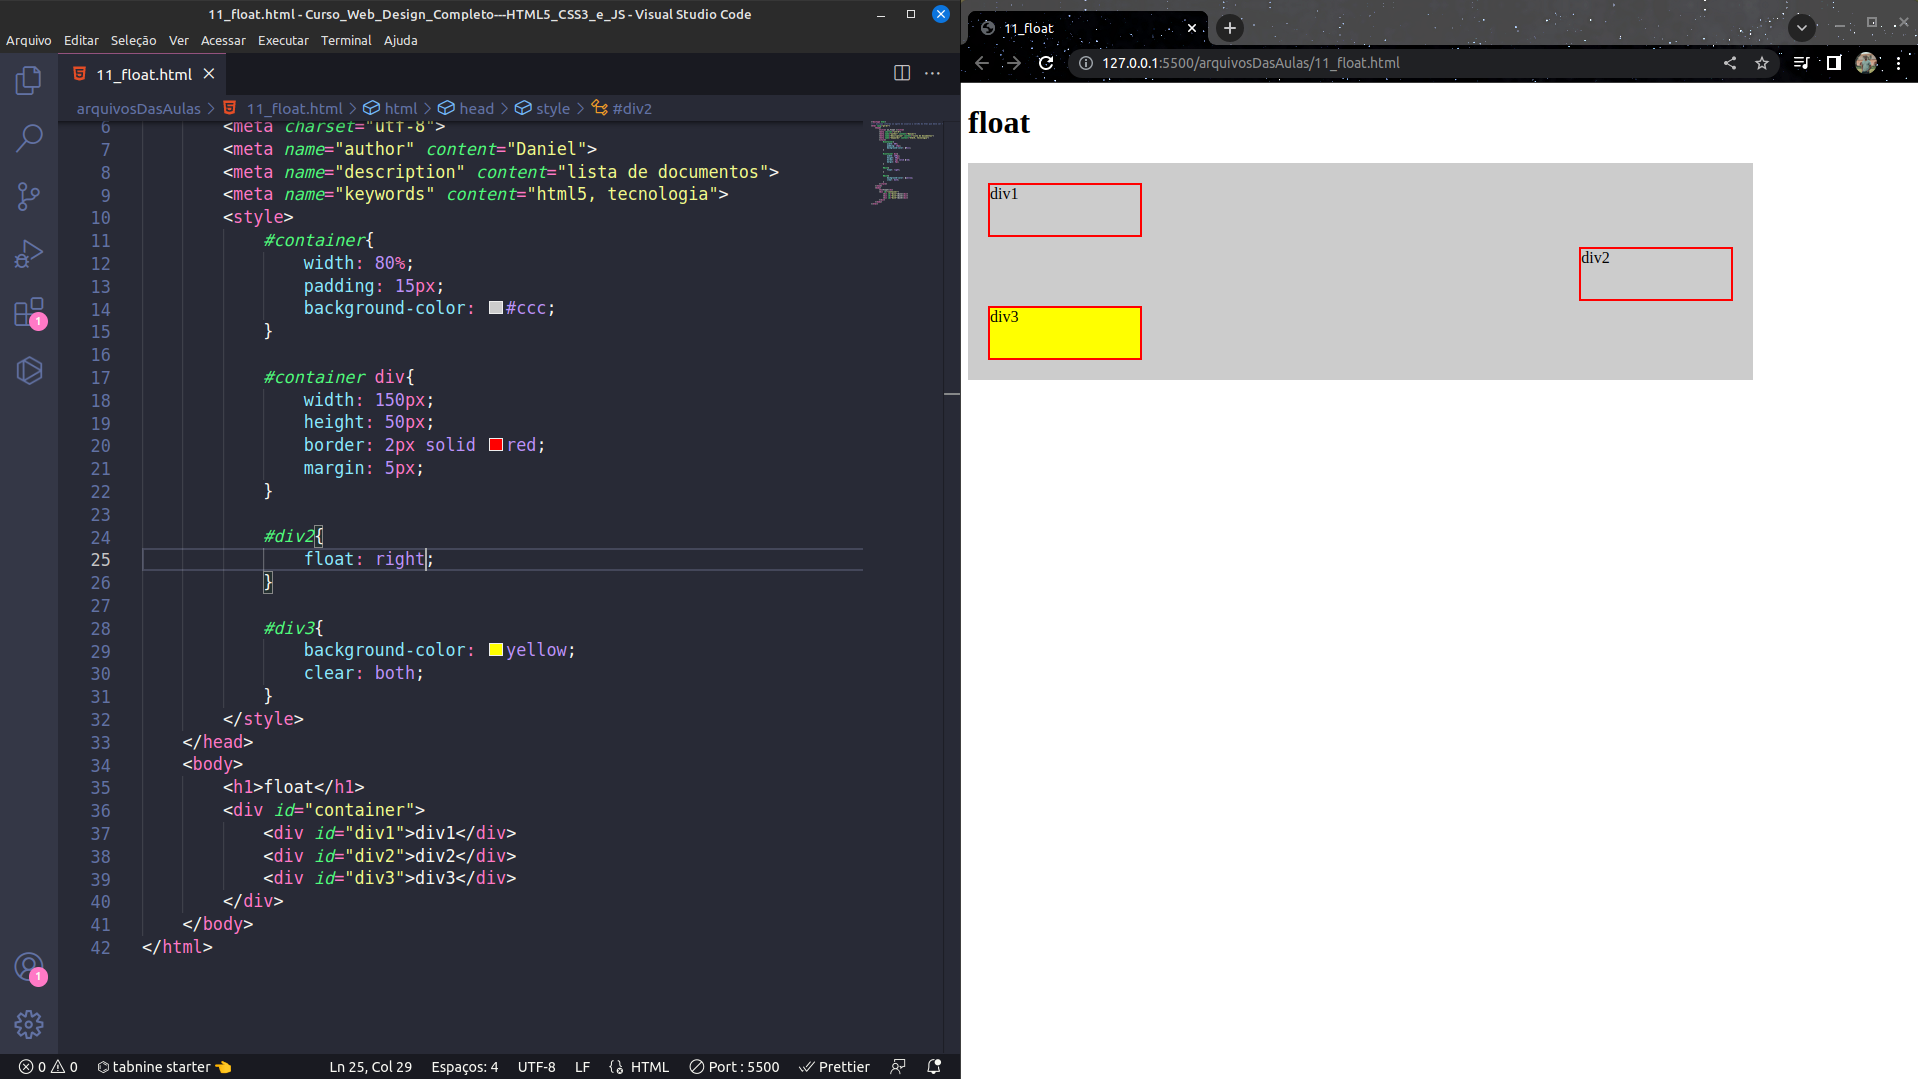 11_float.html - Curso_Web_Design_Completo---HTML5_CSS3_e_JS - Visual Studio Code
Arquivo Editar Seleção Ver Acessar Executar Terminal Ajuda
11_float.html
arquivosDasAulas > 11_float.html > html > head > style > #div2
6 <meta charset="utf-8">
7 <meta name="author" content="Daniel">
8 <meta name="description" content="lista de documentos">
9 <meta name="keywords" content="html5, tecnologia">
10 <style>
11 #container{
12 width: 80%;
13 padding: 15px;
14 background-color: #ccc;
15 }
16
17 #container div{
18 width: 150px;
19 height: 50px;
20 border: 2px solid red;
21 margin: 5px;
22 }
23
24 #div2{
25 float: right;
26 }
27
28 #div3{
29 background-color: yellow;
30 clear: both;
31 }
32 </style>
33 </head>
34 <body>
35 <h1>float</h1>
36 <div id="container">
37 <div id="div1">div1</div>
38 <div id="div2">div2</div>
39 <div id="div3">div3</div>
40 </div>
41 </body>
42 </html>
1
1
0 0 tabnine starter Ln 25, Col 29 Espaços: 4 UTF-8 LF HTML Port : 5500 Prettier
11_float
127.0.0.1:5500/arquivosDasAulas/11_float.html
float
div1
div2
div3